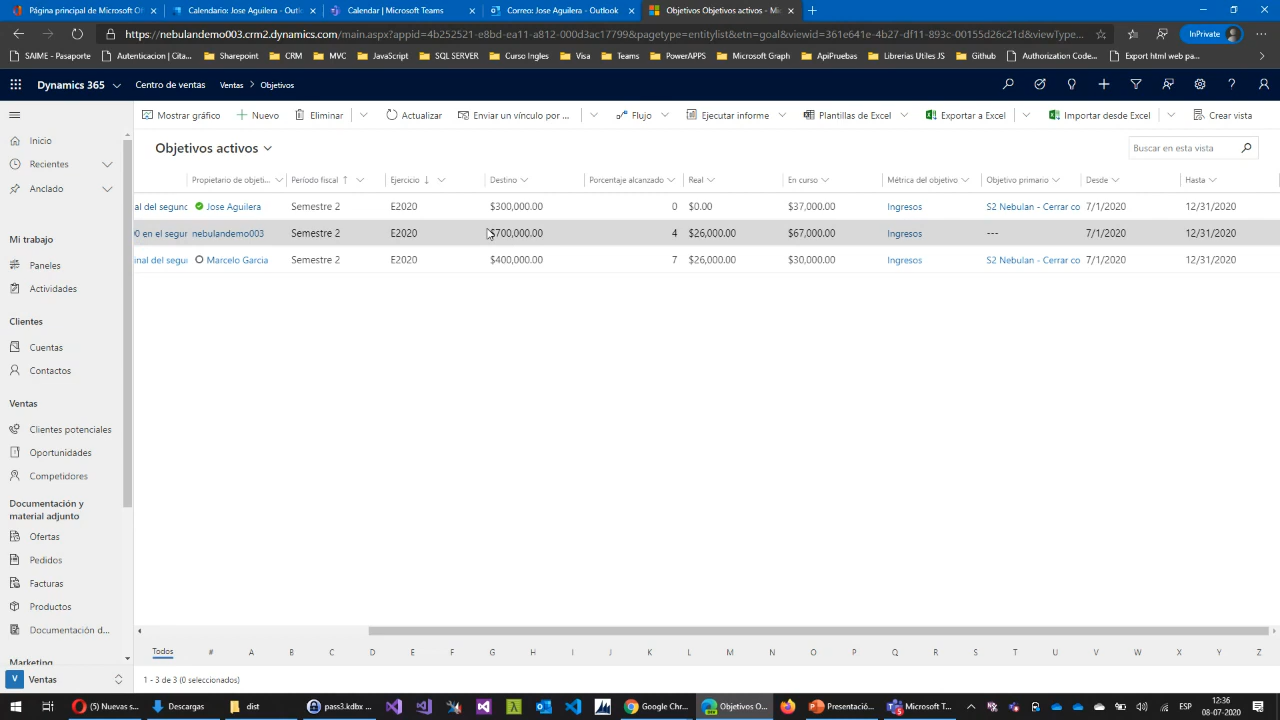 Página principal de Microsoft Of
Calendario: Jose Aguilera - Outl
Calendar | Microsoft Teams
Correo: Jose Aguilera - Outlook
Objetivos Objetivos activos - Mi
https://nebulandemo003.crm2.dynamics.com/main.aspx?appid=4b252521-e8bd-ea11-a812-000d3ac17799&pagetype=entitylist&etn=goal&viewid=361e641e-4b27-df11-893c-00155d26c21d&viewType...
InPrivate
SAIME - Pasaporte
Autenticacion | Cita...
Sharepoint
CRM
MVC
JavaScript
SQL SERVER
Curso Ingles
Visa
Teams
PowerAPPS
Microsoft Graph
ApiPruebas
Librerias Utiles JS
Github
Authorization Code...
Export html web pa...
Dynamics 365
Centro de ventas
Ventas > Objetivos
Mostrar gráfico
Nuevo
Eliminar
Actualizar
Enviar un vínculo por ...
Flujo
Ejecutar informe
Plantillas de Excel
Exportar a Excel
Importar desde Excel
Crear vista
Inicio
Recientes
Anclado
Mi trabajo
Paneles
Actividades
Clientes
Cuentas
Contactos
Ventas
Clientes potenciales
Oportunidades
Competidores
Documentación y
material adjunto
Ofertas
Pedidos
Facturas
Productos
Documentación d...
Marketing
V Ventas
Objetivos activos
Buscar en esta vista
Propietario de objeti... Período fiscal ↑ Ejercicio ↓ Destino Porcentaje alcanzado Real En curso Métrica del objetivo Objetivo primario Desde Hasta
al del segunc Jose Aguilera Semestre 2 E2020 $300,000.00 0 $0.00 $37,000.00 Ingresos S2 Nebulan - Cerrar co 7/1/2020 12/31/2020
00 en el segur nebulandemo003 Semestre 2 E2020 $700,000.00 4 $26,000.00 $67,000.00 Ingresos --- 7/1/2020 12/31/2020
inal del segui Marcelo Garcia Semestre 2 E2020 $400,000.00 7 $26,000.00 $30,000.00 Ingresos S2 Nebulan - Cerrar co 7/1/2020 12/31/2020
Todos # A B C D E F G H I J K L M N O P Q R S T U V W X Y Z
1 - 3 de 3 (0 seleccionados)
(5) Nuevas s...
Descargas
dist
pass3.kdbx ...
Google Chr...
Objetivos O...
Presentació...
Microsoft T...
ESP
12:36
08-07-2020